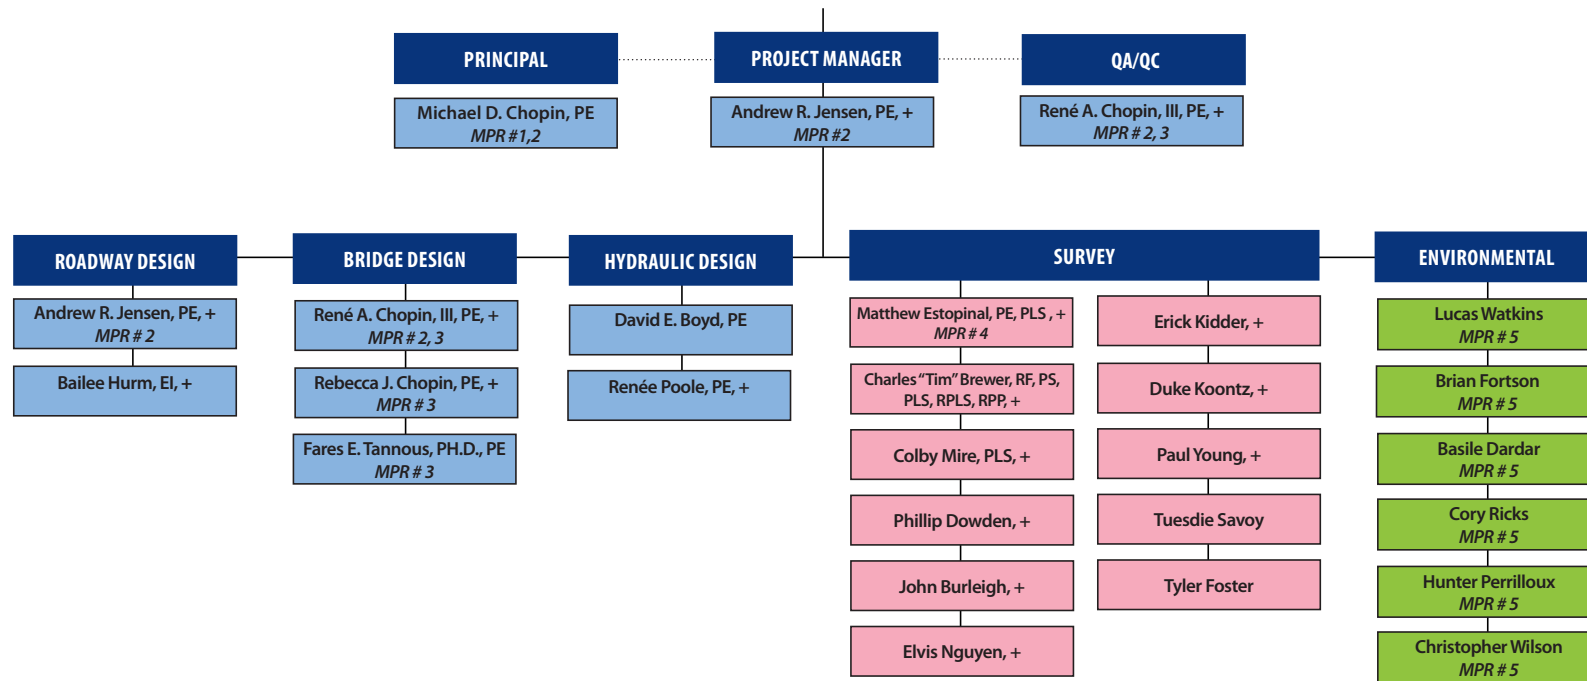 PRINCIPAL
Michael D. Chopin, PE
MPR #1,2
PROJECT MANAGER
Andrew R. Jensen, PE, +
MPR #2
QA/QC
René A. Chopin, III, PE, +
MPR # 2, 3
ROADWAY DESIGN
Andrew R. Jensen, PE, +
MPR # 2
Bailee Hurm, EI, +
BRIDGE DESIGN
René A. Chopin, III, PE, +
MPR # 2, 3
Rebecca J. Chopin, PE, +
MPR # 3
Fares E. Tannous, PH.D., PE
MPR # 3
HYDRAULIC DESIGN
David E. Boyd, PE
Renée Poole, PE, +
SURVEY
Matthew Estopinal, PE, PLS , +
MPR # 4
Charles “Tim” Brewer, RF, PS,
PLS, RPLS, RPP, +
Colby Mire, PLS, +
Phillip Dowden, +
John Burleigh, +
Elvis Nguyen, +
Erick Kidder, +
Duke Koontz, +
Paul Young, +
Tuesdie Savoy
Tyler Foster
ENVIRONMENTAL
Lucas Watkins
MPR # 5
Brian Fortson
MPR # 5
Basile Dardar
MPR # 5
Cory Ricks
MPR # 5
Hunter Perrilloux
MPR # 5
Christopher Wilson
MPR # 5